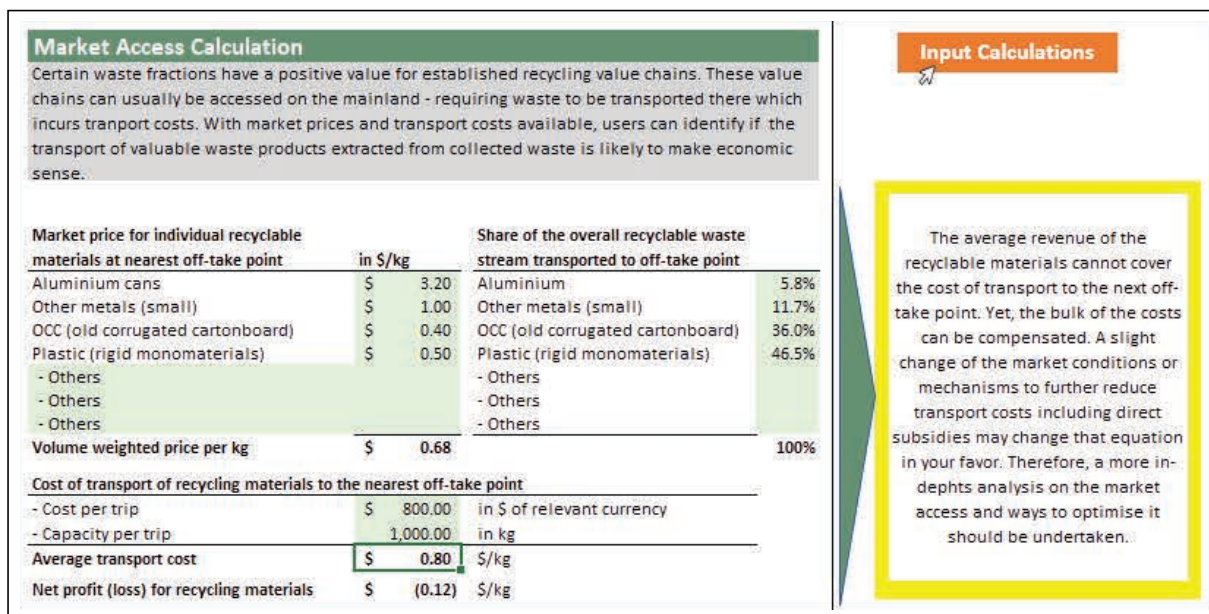 Market Access Calculation
Certain waste fractions have a positive value for established recycling value chains. These value
chains can usually be accessed on the mainland - requiring waste to be transported there which
incurs tranport costs. With market prices and transport costs available, users can identify if the
transport of valuable waste products extracted from collected waste is likely to make economic
sense.
Market price for individual recyclable
materials at nearest off-take point in $/kg
Aluminium cans $ 3.20
Other metals (small) $ 1.00
OCC (old corrugated cartonboard) $ 0.40
Plastic (rigid monomaterials) $ 0.50
- Others
- Others
- Others
Volume weighted price per kg $ 0.68
Share of the overall recyclable waste
stream transported to off-take point
Aluminium 5.8%
Other metals (small) 11.7%
OCC (old corrugated cartonboard) 36.0%
Plastic (rigid monomaterials) 46.5%
- Others
- Others
- Others
100%
Cost of transport of recycling materials to the nearest off-take point
- Cost per trip $ 800.00 in $ of relevant currency
- Capacity per trip 1,000.00 in kg
Average transport cost $ 0.80 $/kg
Net profit (loss) for recycling materials $ (0.12) $/kg
Input Calculations
The average revenue of the
recyclable materials cannot cover
the cost of transport to the next off-
take point. Yet, the bulk of the costs
can be compensated. A slight
change of the market conditions or
mechanisms to further reduce
transport costs including direct
subsidies may change that equation
in your favor. Therefore, a more in-
dephts analysis on the market
access and ways to optimise it
should be undertaken.